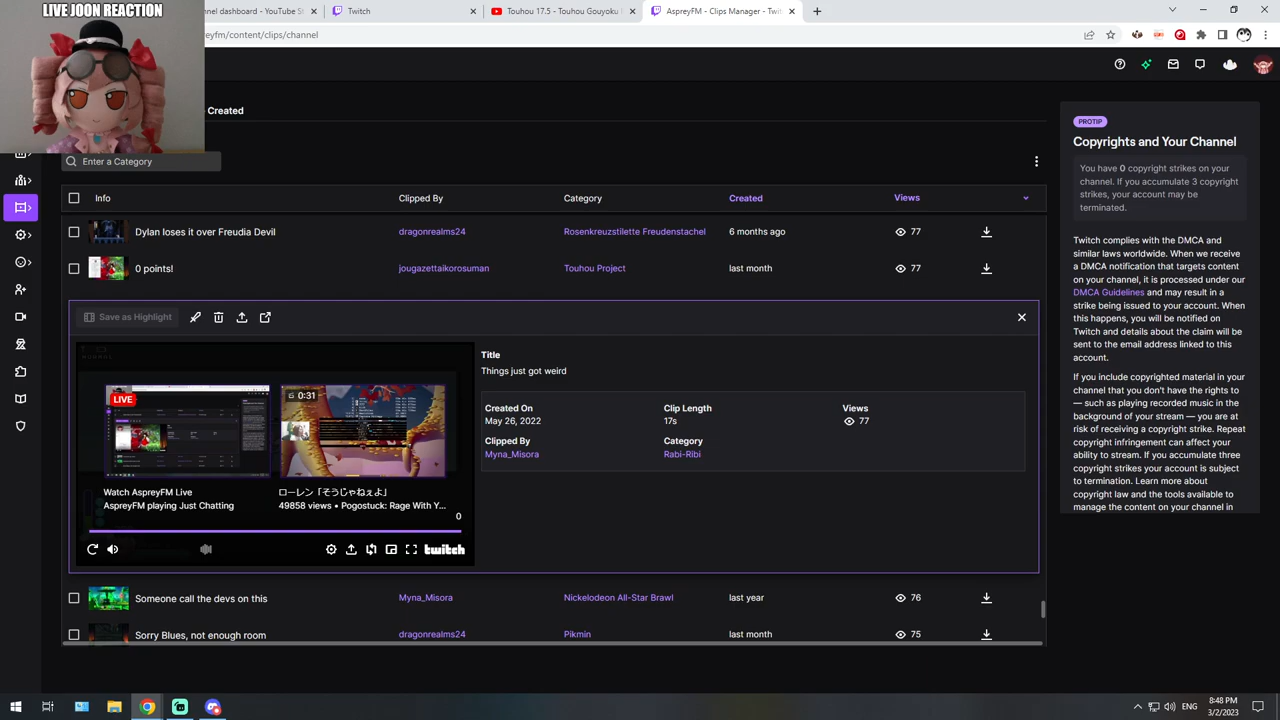 LIVE JOON REACTION
nnel dashboard - YouTube S
Twitch
Touhou 17.5 - Touhou Gouyoku
AspreyFM - Clips Manager - Twit
eyfm/content/clips/channel
Created
Enter a Category
Info Clipped By Category Created Views
Dylan loses it over Freudia Devil dragonrealms24 Rosenkreuzstilette Freudenstachel 6 months ago 77
0 points! jougazettaikorosuman Touhou Project last month 77
Save as Highlight
Title
Things just got weird
Created On Clip Length Views
May 26, 2022 17s 77
Clipped By Category
Myna_Misora Rabi-Ribi
LIVE 0:31
Watch AspreyFM Live ローレン「そうじゃねぇよ」
AspreyFM playing Just Chatting 49858 views • Pogostuck: Rage With Y...
0
twitch
Someone call the devs on this Myna_Misora Nickelodeon All-Star Brawl last year 76
Sorry Blues, not enough room dragonrealms24 Pikmin last month 75
PROTIP
Copyrights and Your Channel
You have 0 copyright strikes on
your channel. If you accumulate 3 copyright
strikes, your account may be
terminated.
Twitch complies with the DMCA and
similar laws worldwide. When we receive
a DMCA notification that targets content
on your channel, it is processed under our
DMCA Guidelines and may result in a
strike being issued to your account. When
this happens, you will be notified on
Twitch and details about the claim will be
sent to the email address linked to this
account.
If you include copyrighted material in your
channel that you don't have the rights to
— such as playing recorded music in the
background of your stream — you are at
risk of receiving a copyright strike. Repeat
copyright infringement can affect your
ability to stream. If you accumulate three
copyright strikes your account is subject
to termination. Learn more about
copyright law and the tools available to
manage the content on your channel in
ENG
8:48 PM
3/2/2023